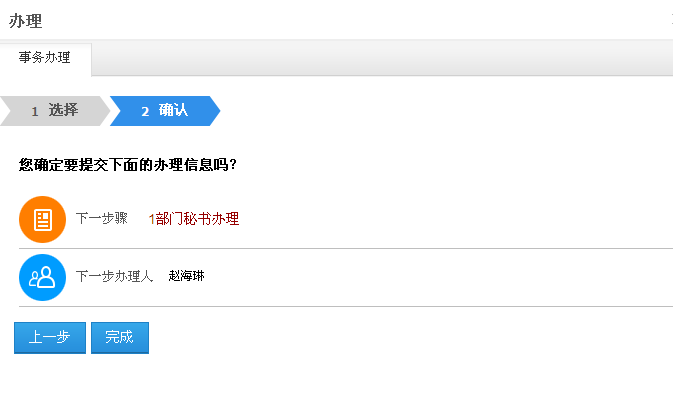 办理
事务办理
1 选择
2 确认
您确定要提交下面的办理信息吗?
下一步骤 1部门秘书办理
下一步办理人 赵海琳
上一步 完成